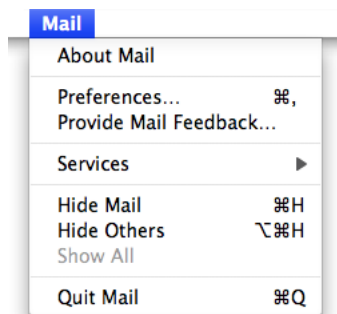 Mail
About Mail
Preferences... ⌘,
Provide Mail Feedback...
Services ▶
Hide Mail ⌘H
Hide Others ⌥⌘H
Show All
Quit Mail ⌘Q